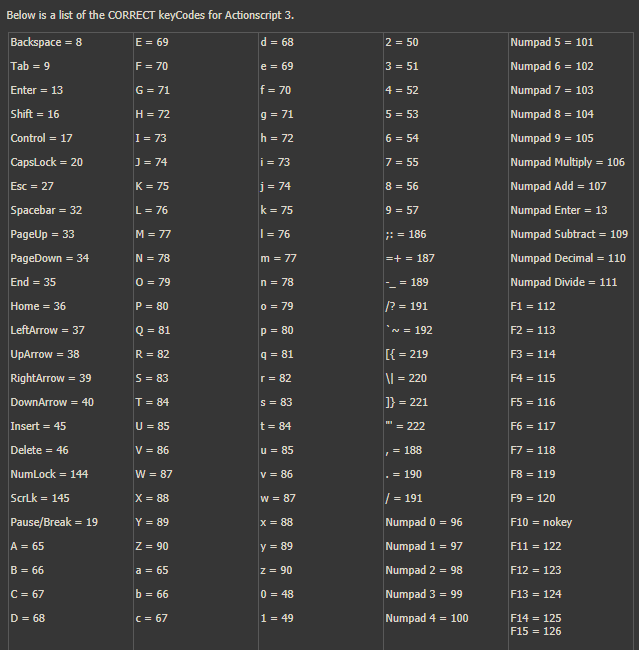 Below is a list of the CORRECT keyCodes for Actionscript 3.
Backspace = 8
Tab = 9
Enter = 13
Shift = 16
Control = 17
CapsLock = 20
Esc = 27
Spacebar = 32
PageUp = 33
PageDown = 34
End = 35
Home = 36
LeftArrow = 37
UpArrow = 38
RightArrow = 39
DownArrow = 40
Insert = 45
Delete = 46
NumLock = 144
ScrLk = 145
Pause/Break = 19
A = 65
B = 66
C = 67
D = 68
E = 69
F = 70
G = 71
H = 72
I = 73
J = 74
K = 75
L = 76
M = 77
N = 78
O = 79
P = 80
Q = 81
R = 82
S = 83
T = 84
U = 85
V = 86
W = 87
X = 88
Y = 89
Z = 90
a = 65
b = 66
c = 67
d = 68
e = 69
f = 70
g = 71
h = 72
i = 73
j = 74
k = 75
l = 76
m = 77
n = 78
o = 79
p = 80
q = 81
r = 82
s = 83
t = 84
u = 85
v = 86
w = 87
x = 88
y = 89
z = 90
0 = 48
1 = 49
2 = 50
3 = 51
4 = 52
5 = 53
6 = 54
7 = 55
8 = 56
9 = 57
;: = 186
=+ = 187
-_ = 189
/? = 191
`~ = 192
[{ = 219
\| = 220
]} = 221
"' = 222
, = 188
. = 190
/ = 191
Numpad 0 = 96
Numpad 1 = 97
Numpad 2 = 98
Numpad 3 = 99
Numpad 4 = 100
Numpad 5 = 101
Numpad 6 = 102
Numpad 7 = 103
Numpad 8 = 104
Numpad 9 = 105
Numpad Multiply = 106
Numpad Add = 107
Numpad Enter = 13
Numpad Subtract = 109
Numpad Decimal = 110
Numpad Divide = 111
F1 = 112
F2 = 113
F3 = 114
F4 = 115
F5 = 116
F6 = 117
F7 = 118
F8 = 119
F9 = 120
F10 = nokey
F11 = 122
F12 = 123
F13 = 124
F14 = 125
F15 = 126